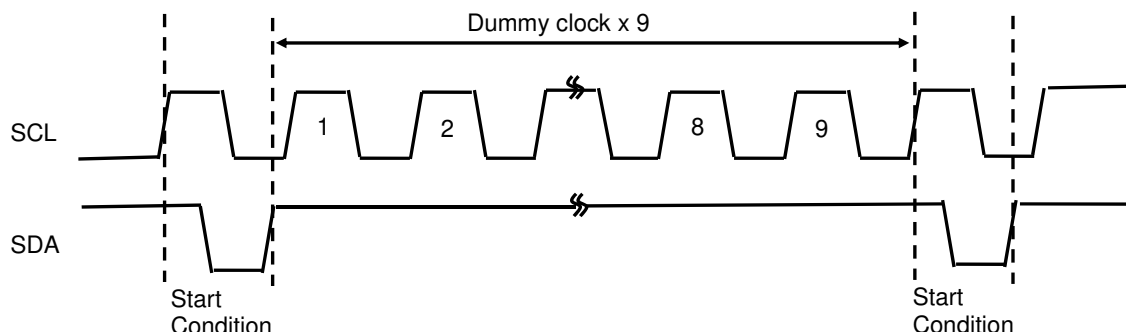 Dummy clock x 9
SCL
1
2
8
9
SDA
Start
Condition
Start
Condition